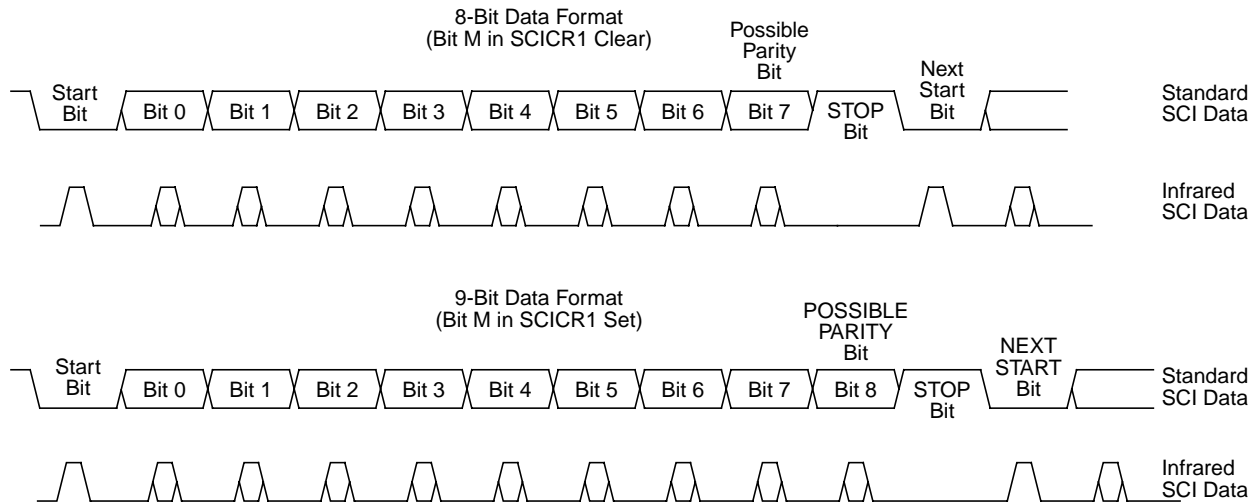 8-Bit Data Format
(Bit M in SCICR1 Clear)
Possible
Parity
Bit
Start
Bit
Bit 0
Bit 1
Bit 2
Bit 3
Bit 4
Bit 5
Bit 6
Bit 7
STOP
Bit
Next
Start
Bit
Standard
SCI Data
Infrared
SCI Data
9-Bit Data Format
(Bit M in SCICR1 Set)
POSSIBLE
PARITY
Bit
Start
Bit
Bit 0
Bit 1
Bit 2
Bit 3
Bit 4
Bit 5
Bit 6
Bit 7
Bit 8
STOP
Bit
NEXT
START
Bit
Standard
SCI Data
Infrared
SCI Data